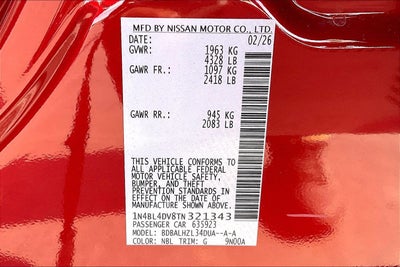 MFD BY NISSAN MOTOR CO., LTD.
DATE: 02/26
GVWR: 1963 KG
4328 LB
GAWR FR.: 1097 KG
2418 LB
GAWR RR.: 945 KG
2083 LB
THIS VEHICLE CONFORMS TO
ALL APPLICABLE FEDERAL
MOTOR VEHICLE SAFETY,
BUMPER, AND THEFT
PREVENTION STANDARDS IN
EFFECT ON THE DATE OF
MANUFACTURE SHOWN ABOVE.
1N4BL4DV8TN321343
PASSENGER CAR 635923
MODEL: BDBALHZL34DUA--A-A
COLOR: NBL TRIM: G 9N00A